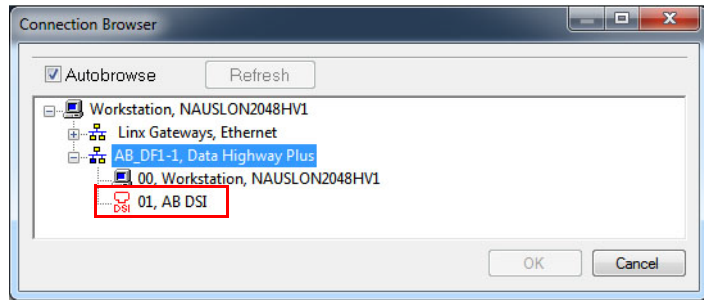 Connection Browser
Autobrowse
Refresh
Workstation, NAUSLON2048HV1
Linx Gateways, Ethernet
AB_DF1-1, Data Highway Plus
00, Workstation, NAUSLON2048HV1
DSI
01, AB DSI
OK
Cancel